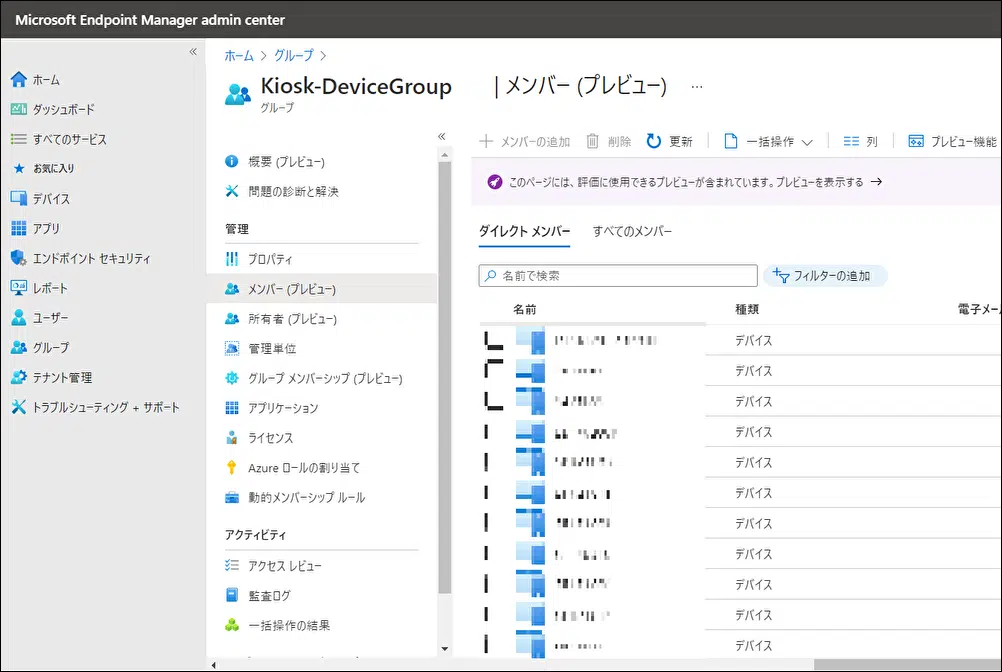 Microsoft Endpoint Manager admin center
«
ホーム
ダッシュボード
すべてのサービス
お気に入り
デバイス
アプリ
エンドポイント セキュリティ
レポート
ユーザー
グループ
テナント管理
トラブルシューティング + サポート
ホーム > グループ >
Kiosk-DeviceGroup | メンバー (プレビュー) ...
グループ
«
概要 (プレビュー)
問題の診断と解決
管理
プロパティ
メンバー (プレビュー)
所有者 (プレビュー)
管理単位
グループ メンバーシップ (プレビュー)
アプリケーション
ライセンス
Azure ロールの割り当て
動的メンバーシップ ルール
アクティビティ
アクセス レビュー
監査ログ
一括操作の結果
メンバーの追加 削除 更新 一括操作 列 プレビュー機能
このページには、評価に使用できるプレビューが含まれています。プレビューを表示する →
ダイレクト メンバー すべてのメンバー
名前で検索 フィルターの追加
名前 種類 電子メー
デバイス
デバイス
デバイス
デバイス
デバイス
デバイス
デバイス
デバイス
デバイス
デバイス
デバイス